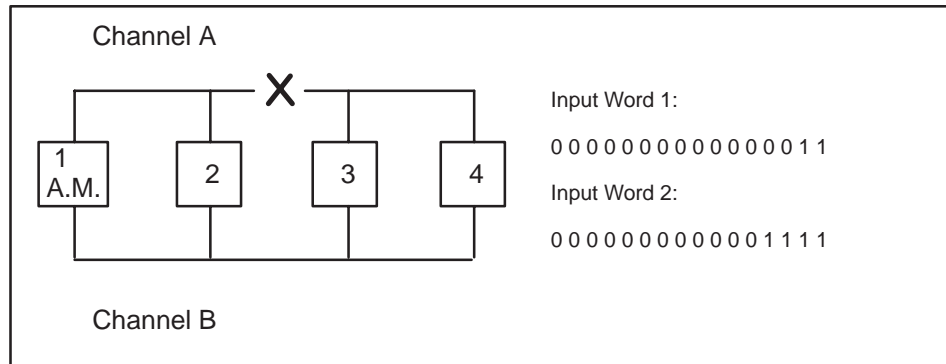 Channel A
Input Word 1:
0 0 0 0 0 0 0 0 0 0 0 0 0 0 1 1
1
A.M.
2
3
4
Input Word 2:
0 0 0 0 0 0 0 0 0 0 0 0 1 1 1 1
Channel B